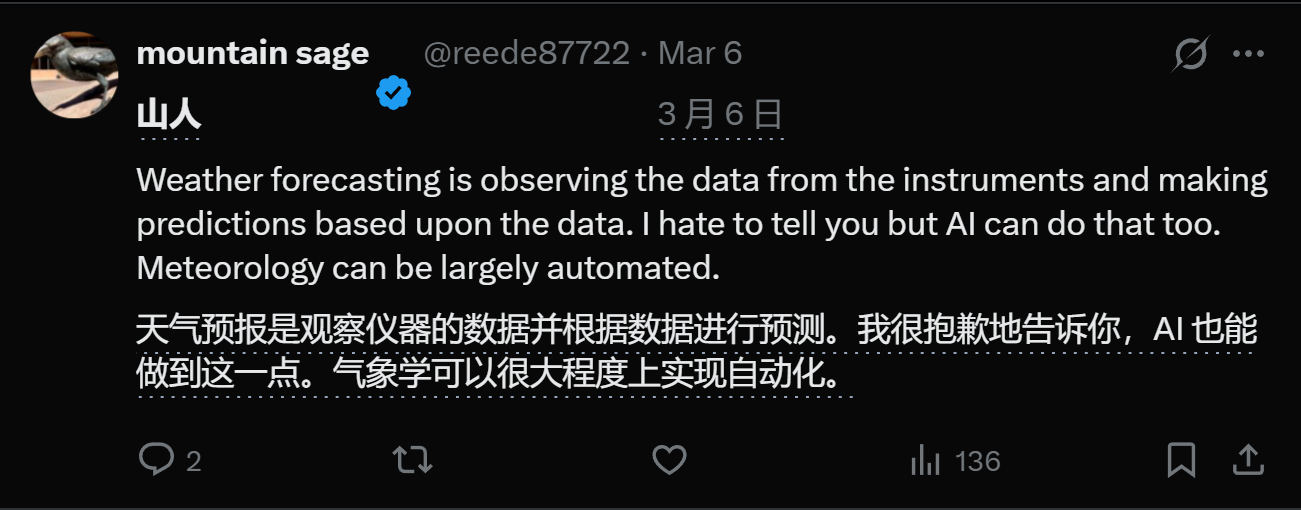 mountain sage @reede87722 · Mar 6
山人 3 月 6 日
Weather forecasting is observing the data from the instruments and making
predictions based upon the data. I hate to tell you but AI can do that too.
Meteorology can be largely automated.
天气预报是观察仪器的数据并根据数据进行预测。我很抱歉地告诉你，AI 也能
做到这一点。气象学可以很大程度上实现自动化。
2 136